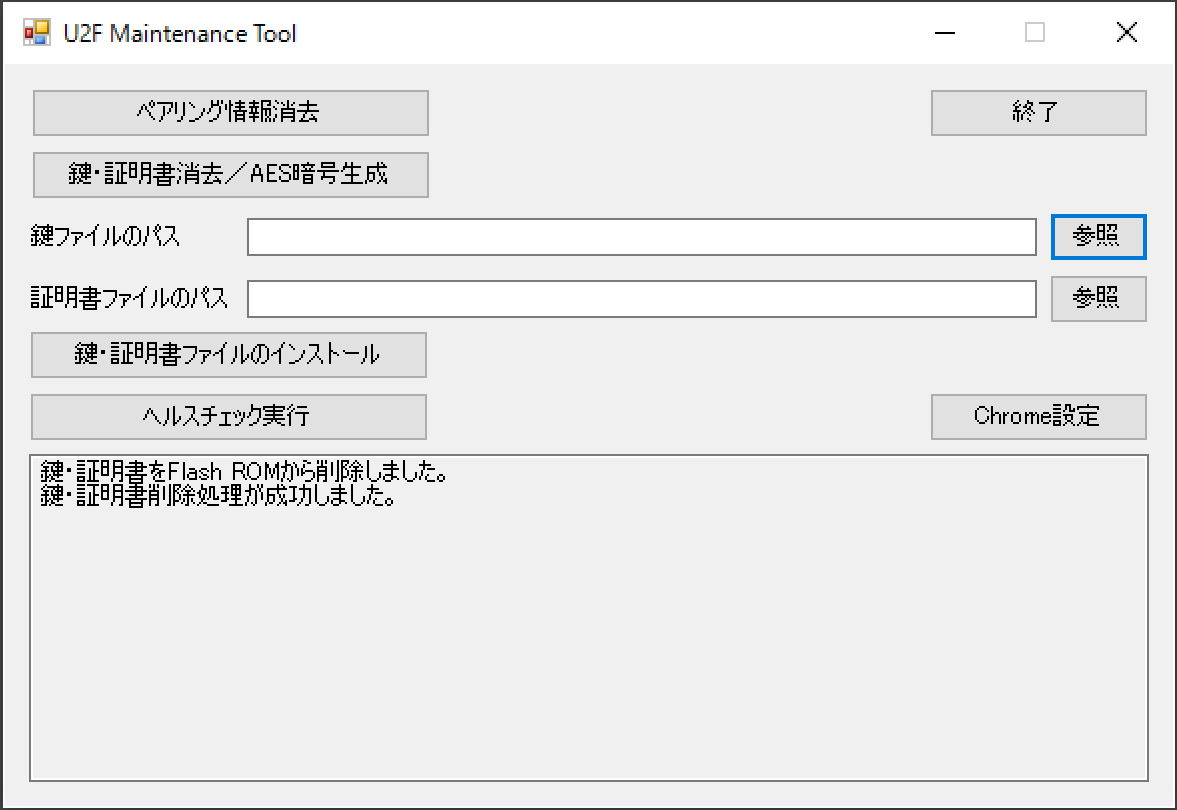 U2F Maintenance Tool
ペアリング情報消去
終了
鍵・証明書消去／AES暗号生成
鍵ファイルのパス
参照
証明書ファイルのパス
参照
鍵・証明書ファイルのインストール
ヘルスチェック実行
Chrome設定
鍵・証明書をFlash ROMから削除しました。
鍵・証明書削除処理が成功しました。